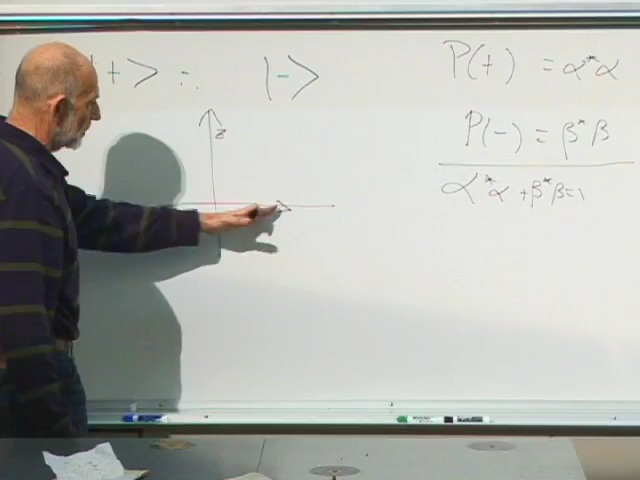 |+> |->
P(+) = α*α
P(-) = β*β
α*α + β*β = 1
z